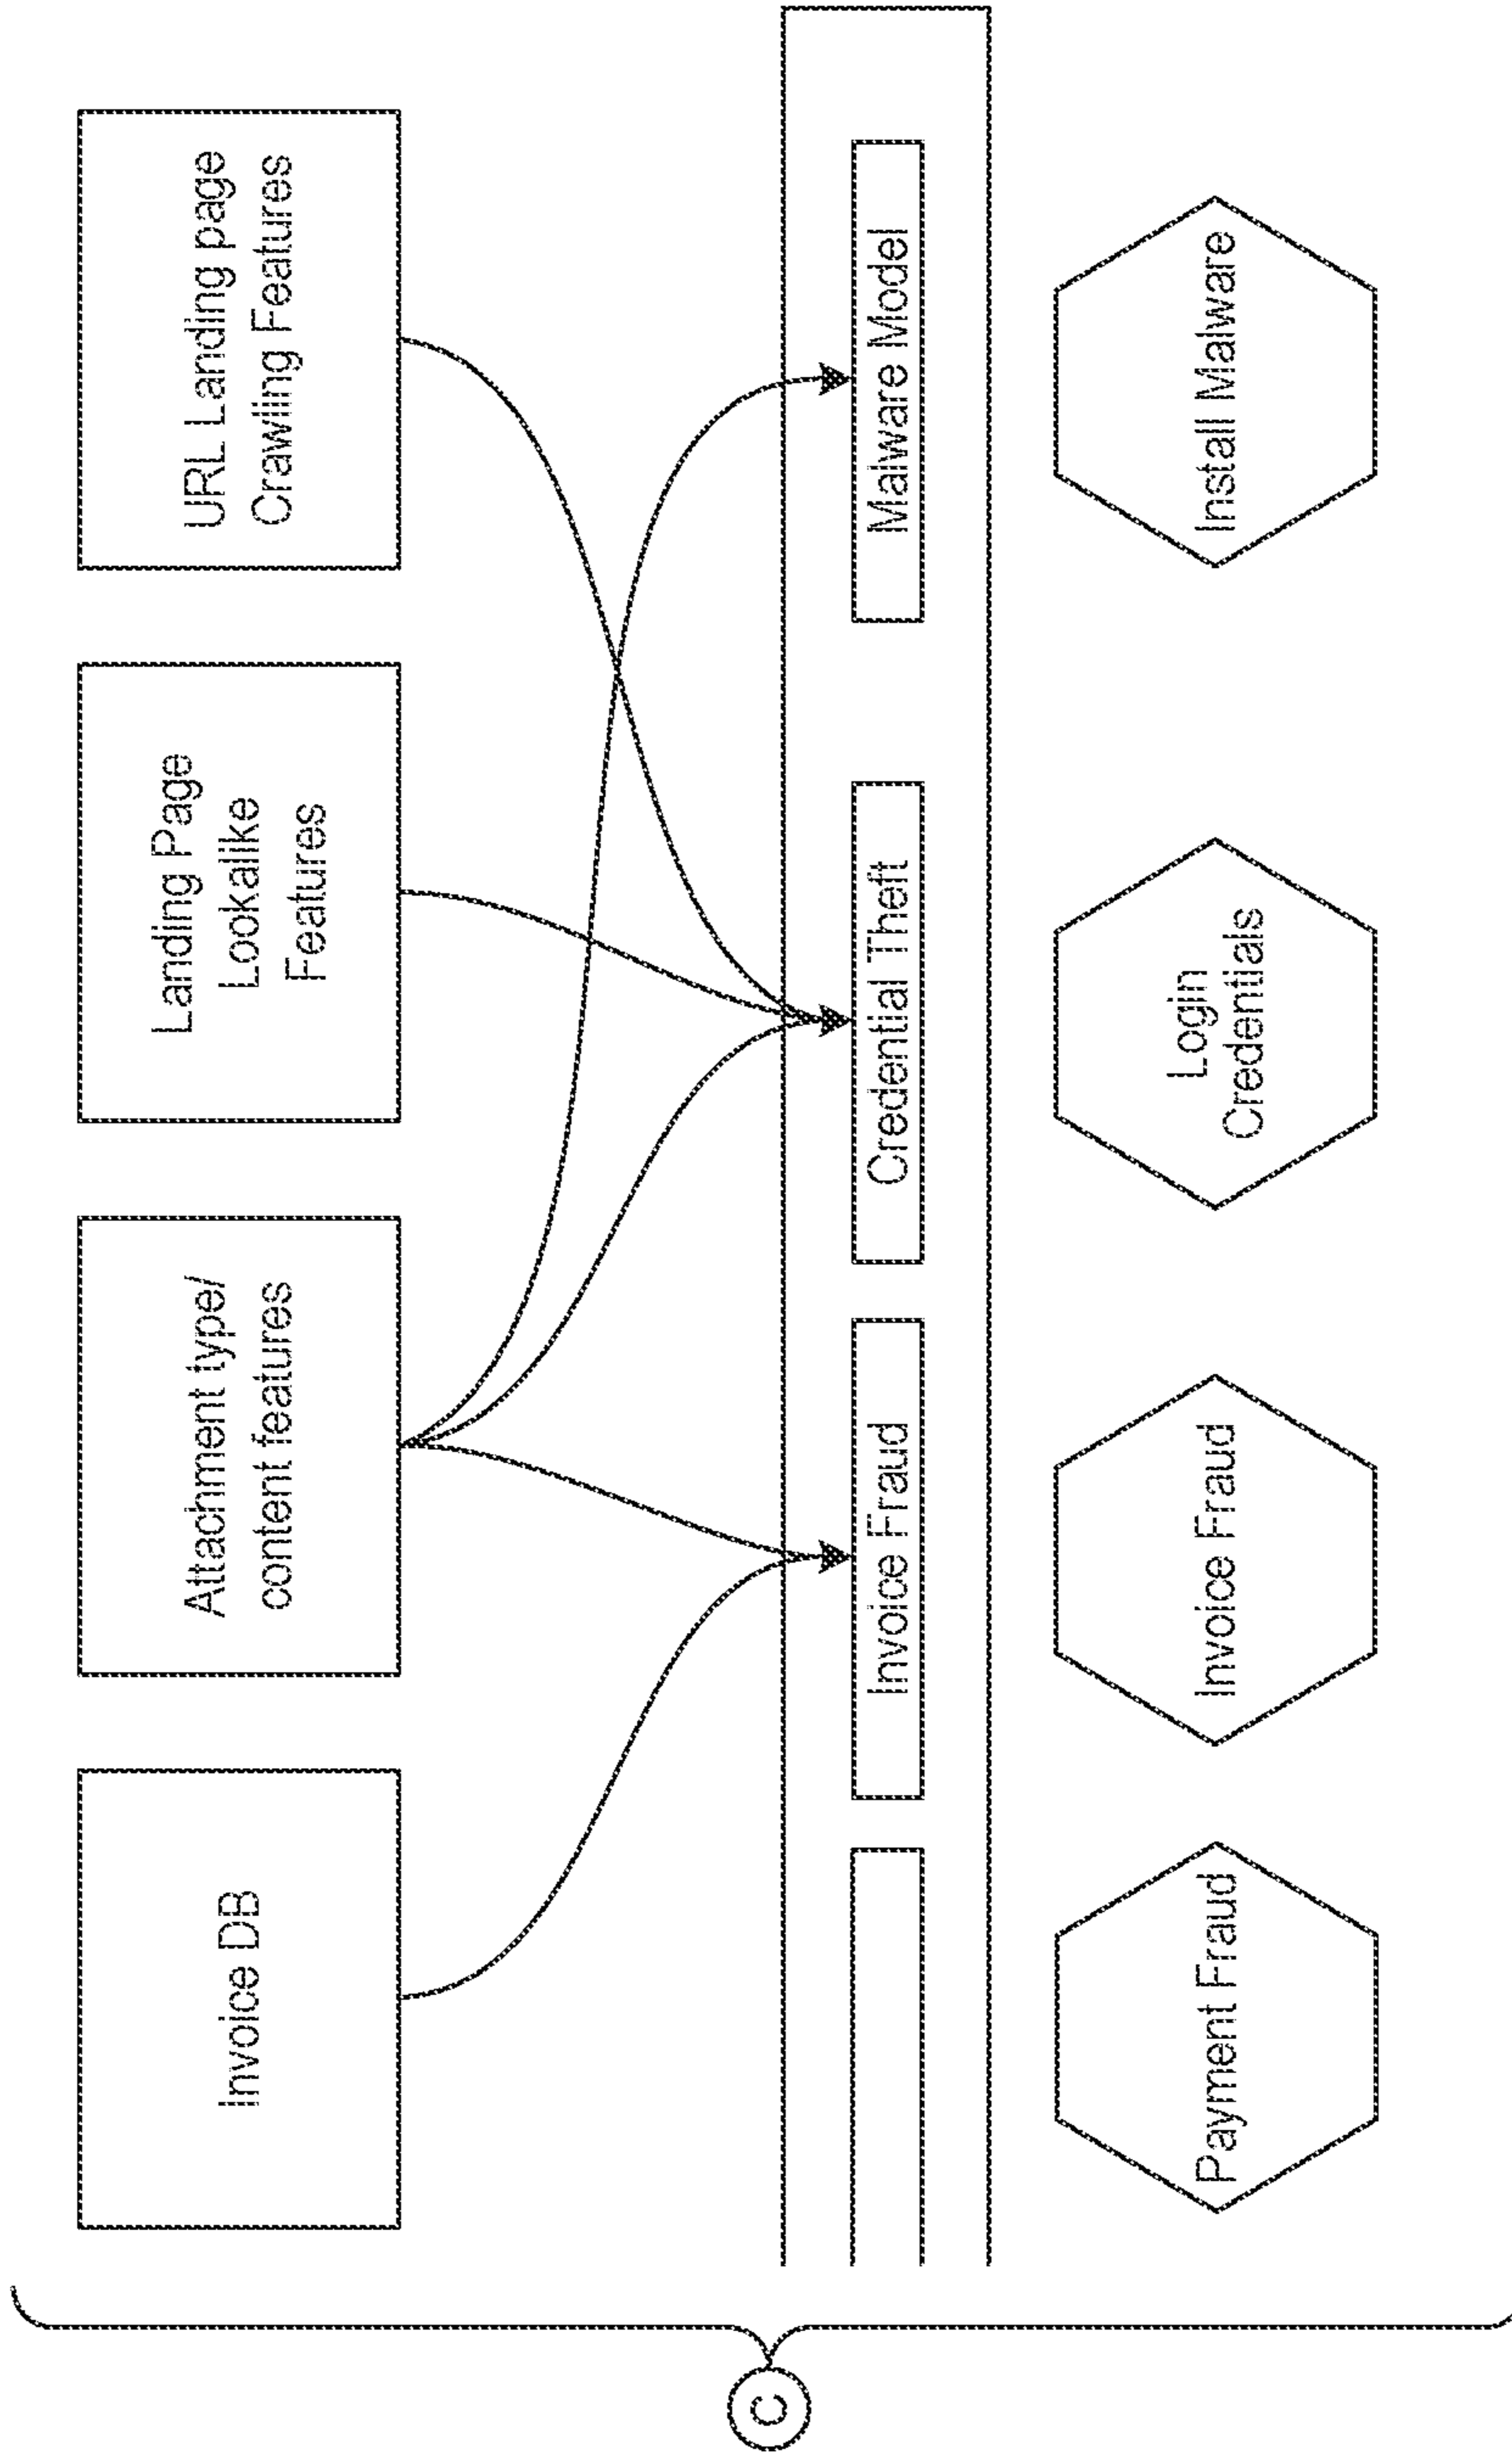 Invoice DB
Attachment type/
content features
Landing Page
Lookalike
Features
URL Landing page
Crawling Features
Invoice Fraud
Credential Theft
Malware Model
Payment Fraud
Invoice Fraud
Login
Credentials
Install Malware
C